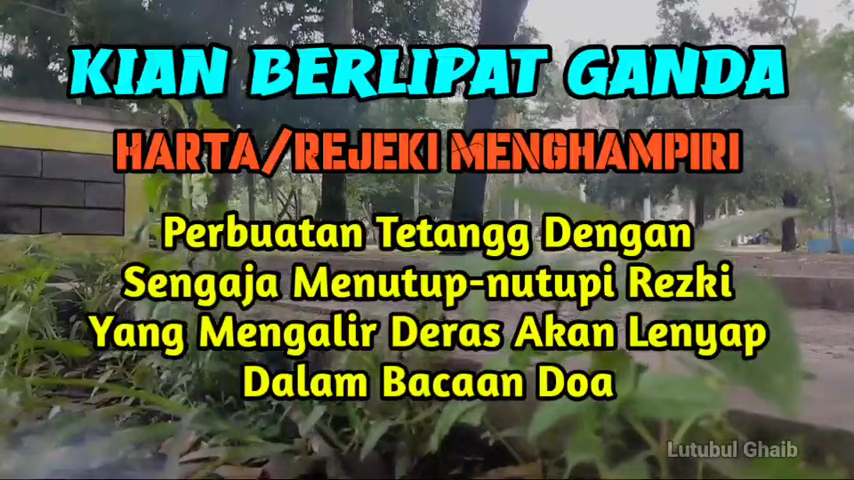 KIAN BERLIPAT GANDA
HARTA/REJEKI MENGHAMPIRI
Perbuatan Tetangg Dengan
Sengaja Menutup-nutupi Rezki
Yang Mengalir Deras Akan Lenyap
Dalam Bacaan Doa
Lutubul Ghaib